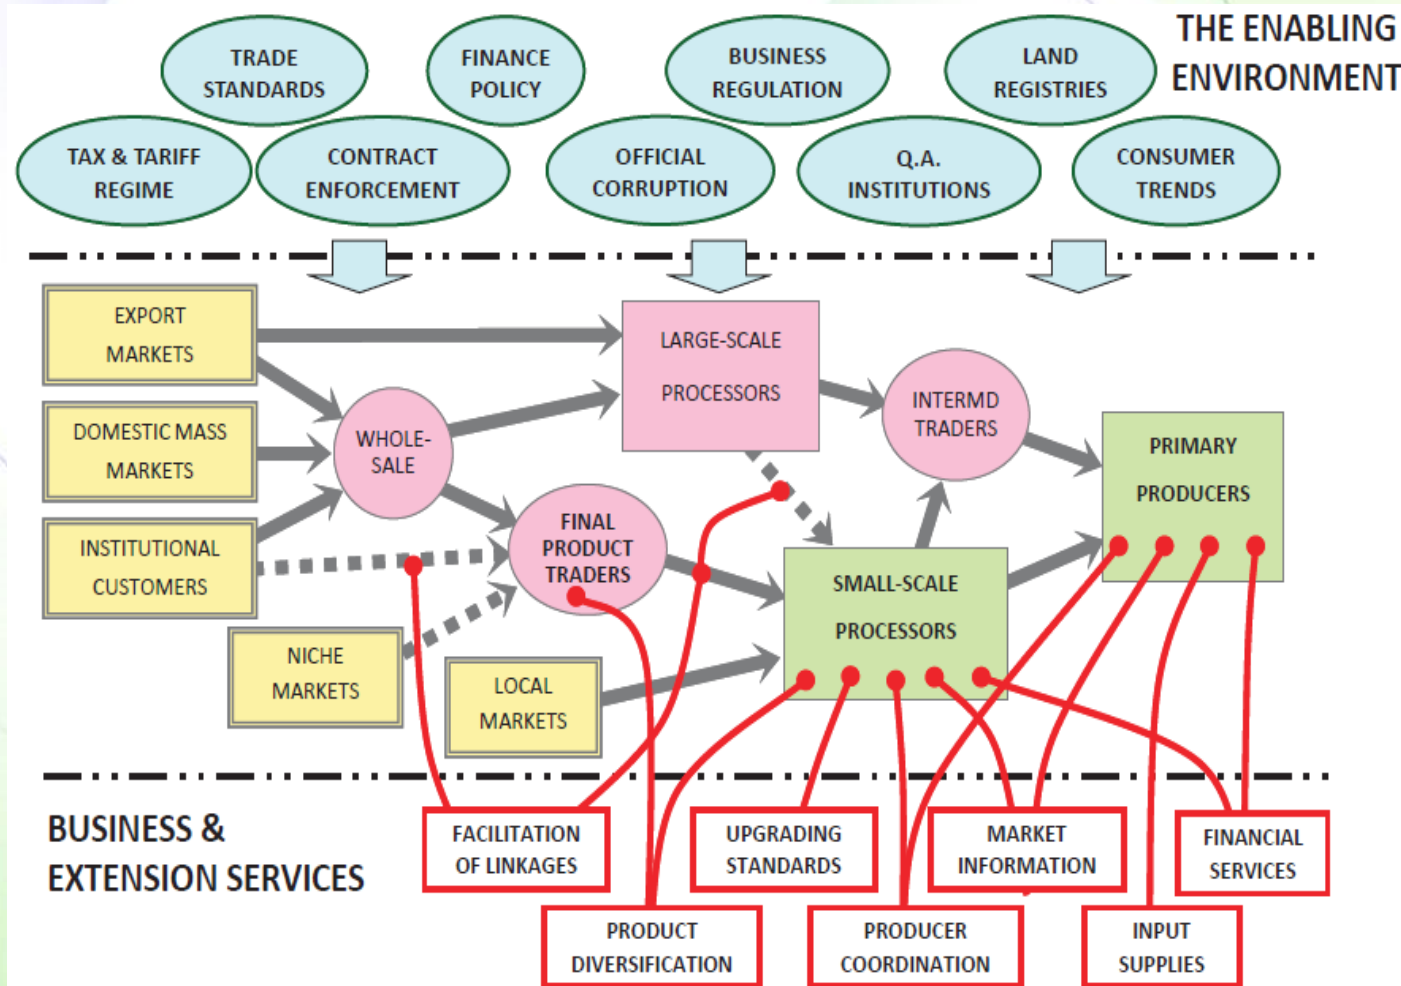 THE ENABLING
ENVIRONMENT
TRADE
STANDARDS
FINANCE
POLICY
BUSINESS
REGULATION
LAND
REGISTRIES
TAX & TARIFF
REGIME
CONTRACT
ENFORCEMENT
OFFICIAL
CORRUPTION
Q.A.
INSTITUTIONS
CONSUMER
TRENDS
EXPORT
MARKETS
DOMESTIC MASS
MARKETS
INSTITUTIONAL
CUSTOMERS
NICHE
MARKETS
LOCAL
MARKETS
WHOLE-
SALE
FINAL
PRODUCT
TRADERS
LARGE-SCALE
PROCESSORS
SMALL-SCALE
PROCESSORS
INTERMD
TRADERS
PRIMARY
PRODUCERS
BUSINESS &
EXTENSION SERVICES
FACILITATION
OF LINKAGES
UPGRADING
STANDARDS
MARKET
INFORMATION
FINANCIAL
SERVICES
PRODUCT
DIVERSIFICATION
PRODUCER
COORDINATION
INPUT
SUPPLIES